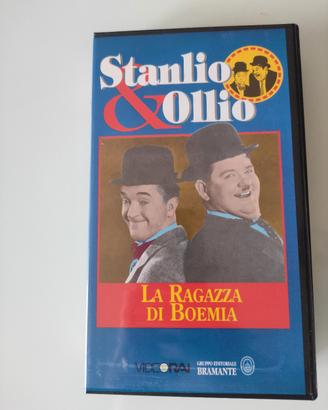 Stanlio
& Ollio
LA RAGAZZA
DI BOEMIA
VIDEORAI
GRUPPO EDITORIALE
BRAMANTE